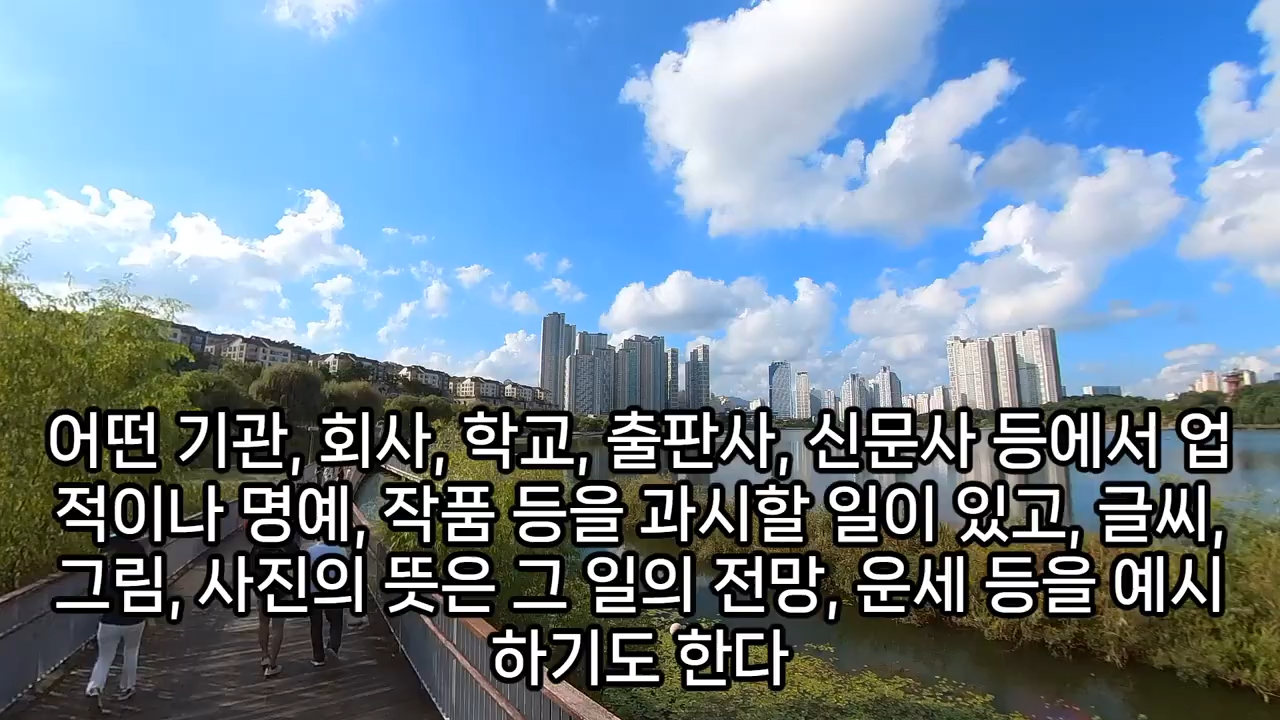 어떤 기관, 회사, 학교, 출판사, 신문사 등에서 업
적이나 명예, 작품 등을 과시할 일이 있고, 글씨,
그림, 사진의 뜻은 그 일의 전망, 운세 등을 예시
하기도 한다